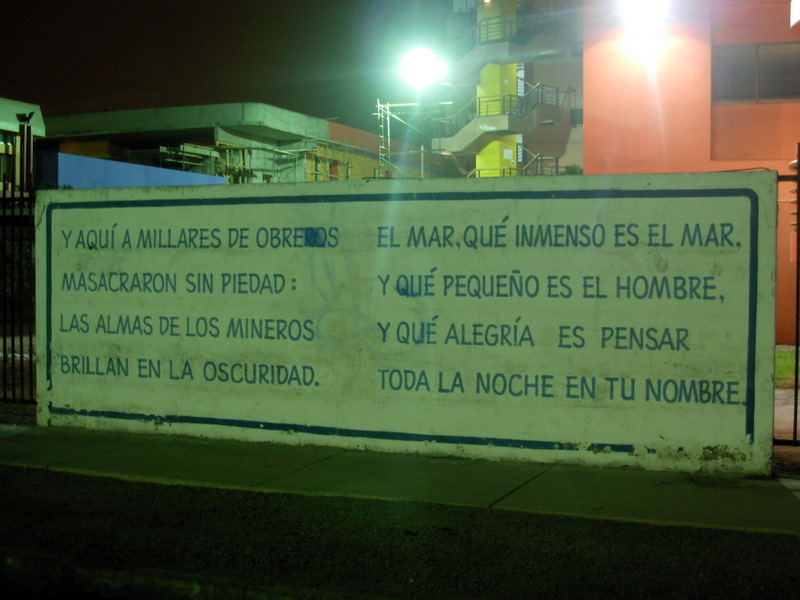 Y AQUÍ A MILLARES DE OBREROS
MASACRARON SIN PIEDAD:
LAS ALMAS DE LOS MINEROS
BRILLAN EN LA OSCURIDAD.
EL MAR, QUÉ INMENSO ES EL MAR.
Y QUÉ PEQUEÑO ES EL HOMBRE,
Y QUÉ ALEGRÍA ES PENSAR
TODA LA NOCHE EN TU NOMBRE.